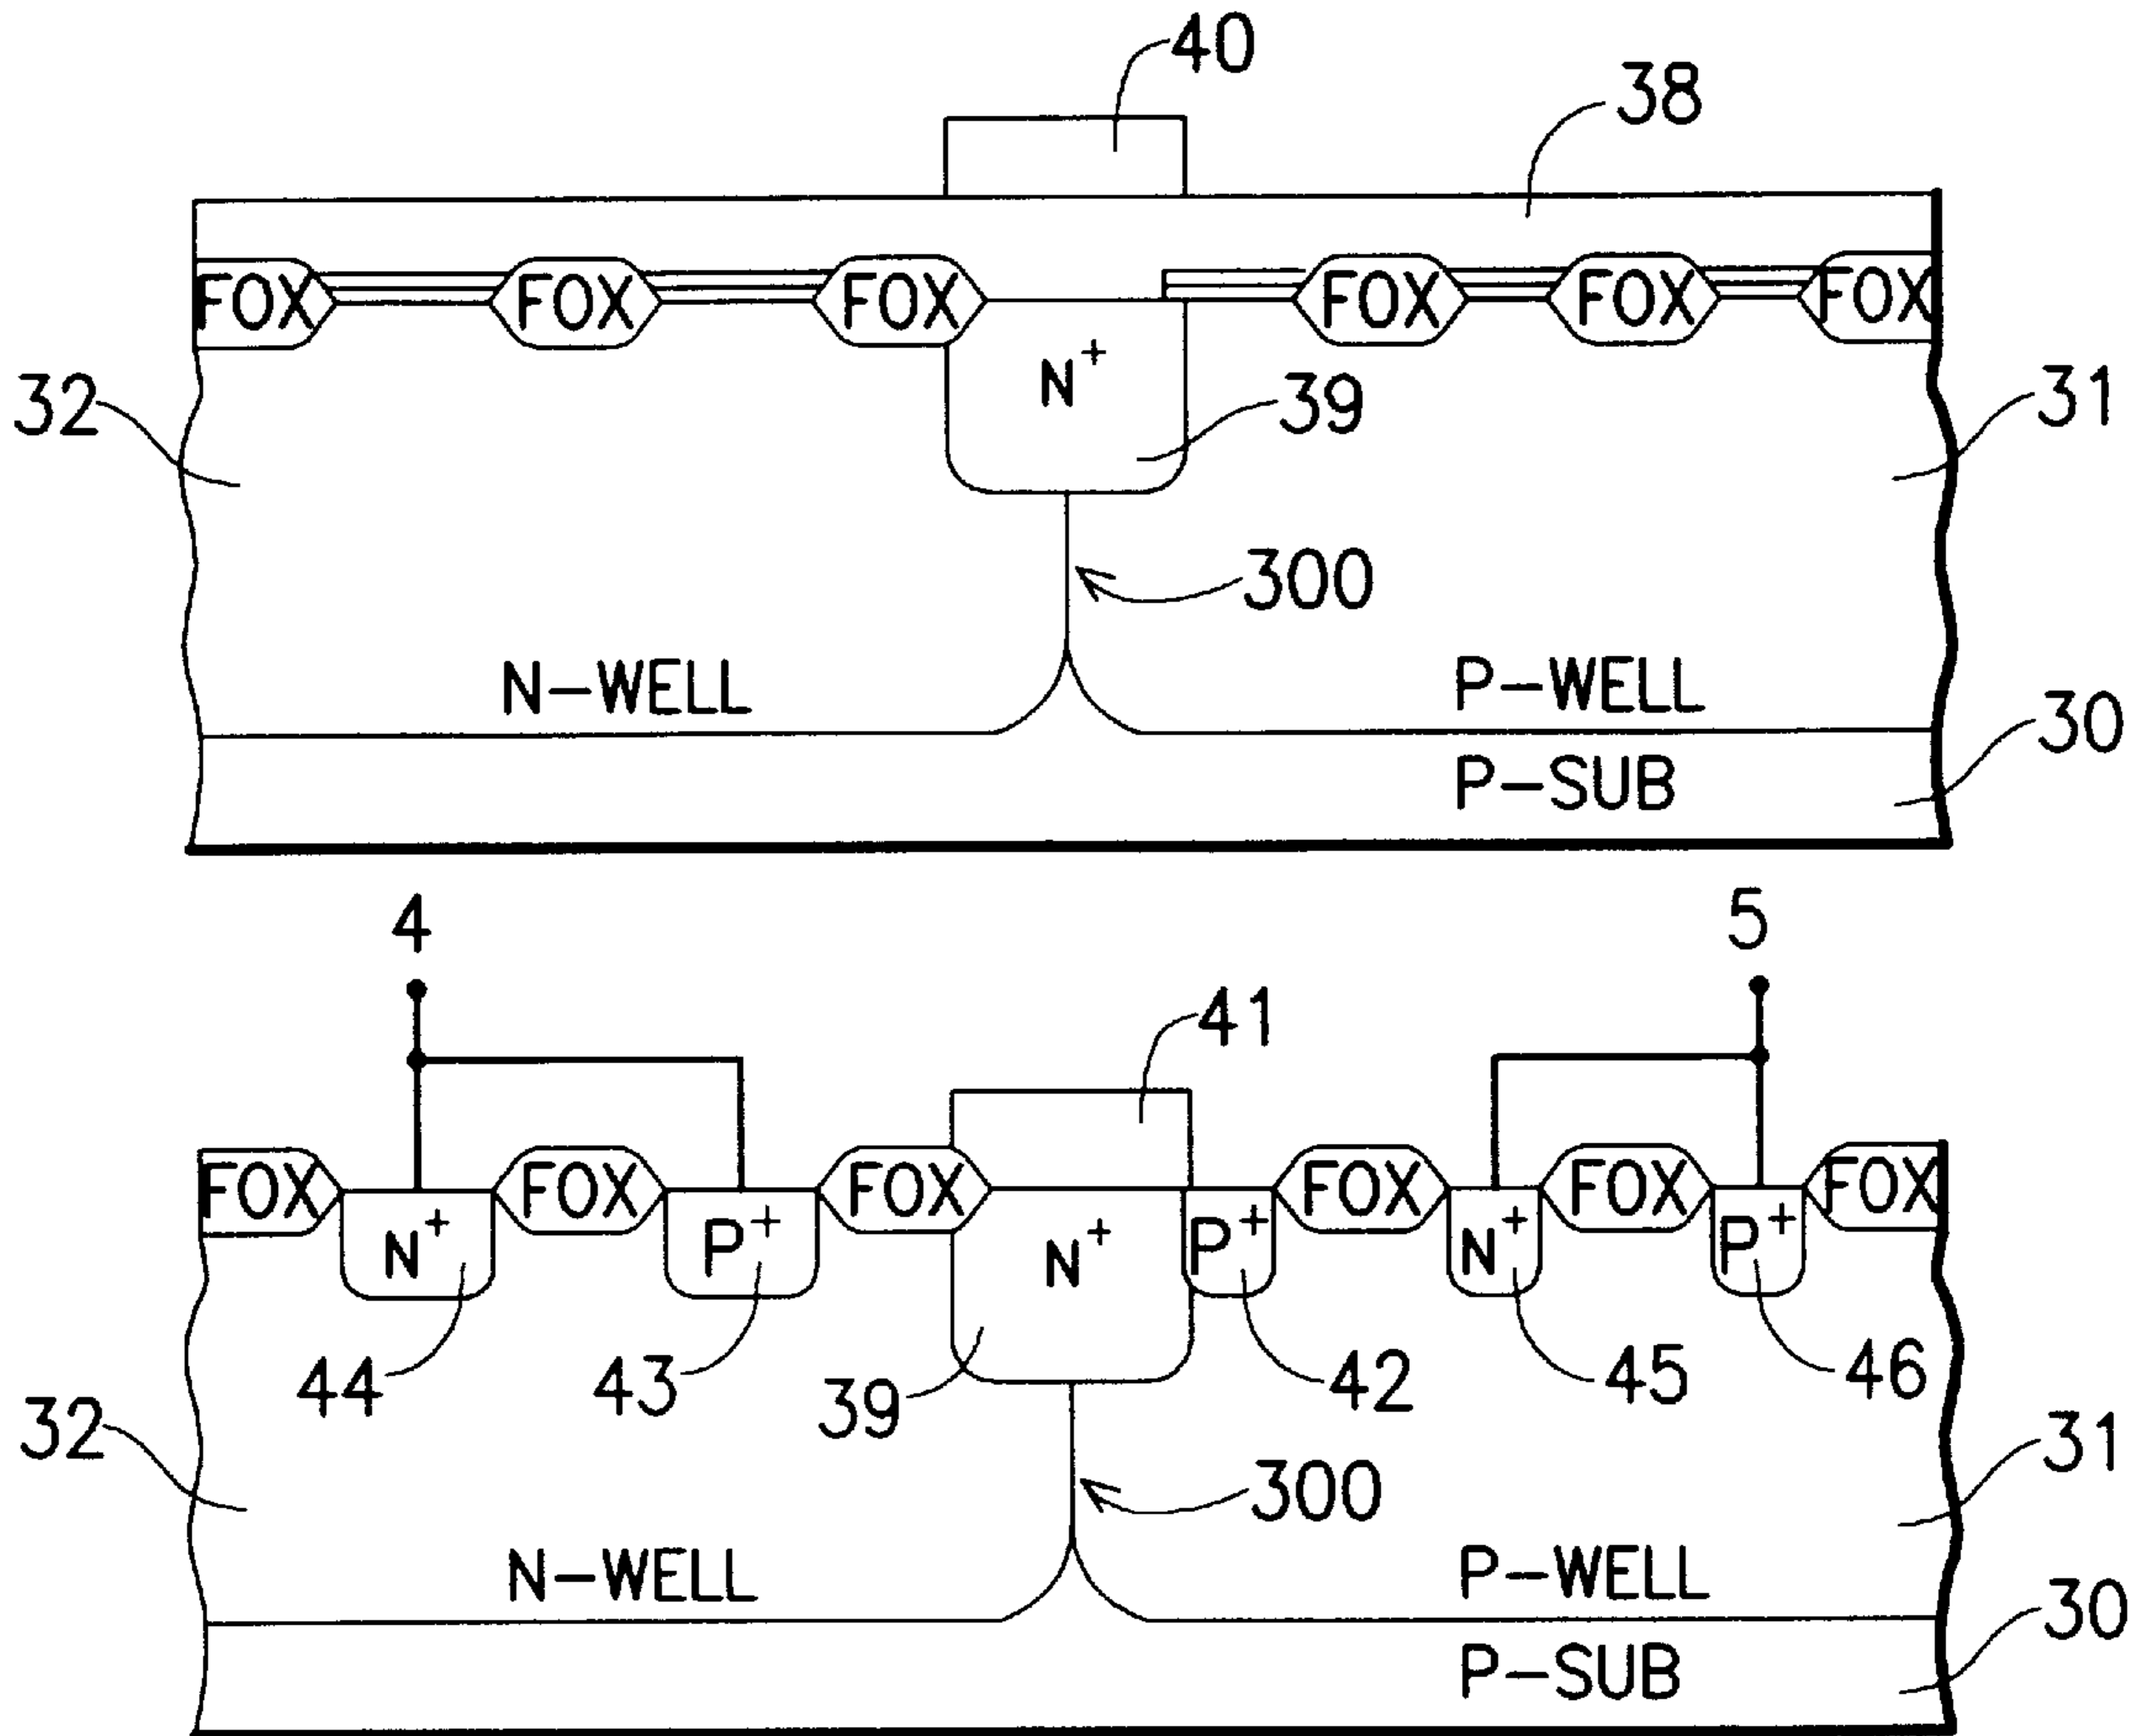 40
38
FOX FOX FOX FOX FOX FOX
N+
32
39
31
300
N-WELL
P-WELL
30
P-SUB
4
5
41
FOX FOX FOX FOX FOX FOX
N+ P+ N+ P+ N+ P+
44 43 39 42 45 46
32
31
300
N-WELL
P-WELL
30
P-SUB